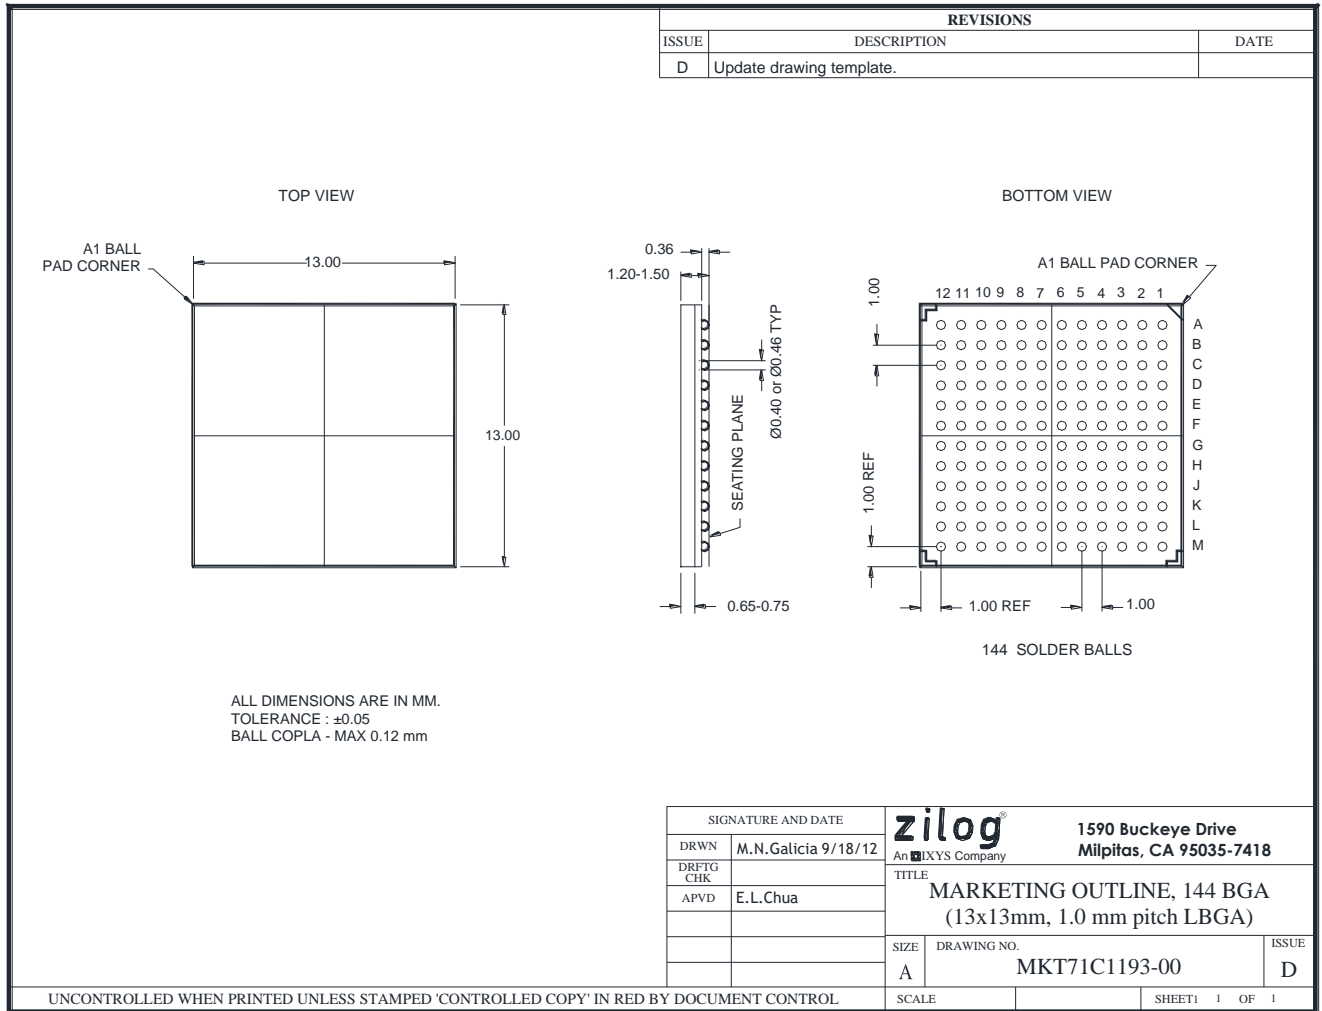 REVISIONS
ISSUE DESCRIPTION DATE
D Update drawing template.
TOP VIEW
BOTTOM VIEW
A1 BALL
PAD CORNER
13.00
13.00
0.36
1.20-1.50
Ø0.40 or Ø0.46 TYP
SEATING PLANE
0.65-0.75
A1 BALL PAD CORNER
12 11 10 9 8 7 6 5 4 3 2 1
A
B
C
D
E
F
G
H
J
K
L
M
1.00
1.00 REF
1.00 REF
1.00
144 SOLDER BALLS
ALL DIMENSIONS ARE IN MM.
TOLERANCE : ±0.05
BALL COPLA - MAX 0.12 mm
SIGNATURE AND DATE
DRWN M.N.Galicia 9/18/12
DRFTG
CHK
APVD E.L.Chua
zilog®
An IXYS Company
1590 Buckeye Drive
Milpitas, CA 95035-7418
TITLE
MARKETING OUTLINE, 144 BGA
(13x13mm, 1.0 mm pitch LBGA)
SIZE
A
DRAWING NO.
MKT71C1193-00
ISSUE
D
SCALE
SHEET1 1 OF 1
UNCONTROLLED WHEN PRINTED UNLESS STAMPED 'CONTROLLED COPY' IN RED BY DOCUMENT CONTROL